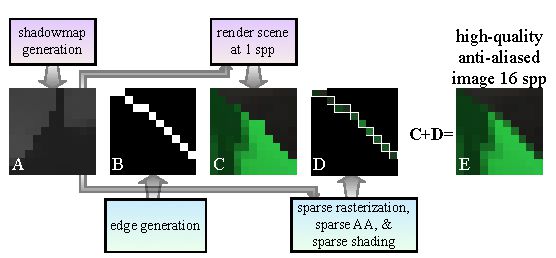 shadowmap
generation
render scene
at 1 spp
high-quality
anti-aliased
image 16 spp
A
B
C
D
C+D=
E
edge generation
sparse rasterization,
sparse AA, &
sparse shading